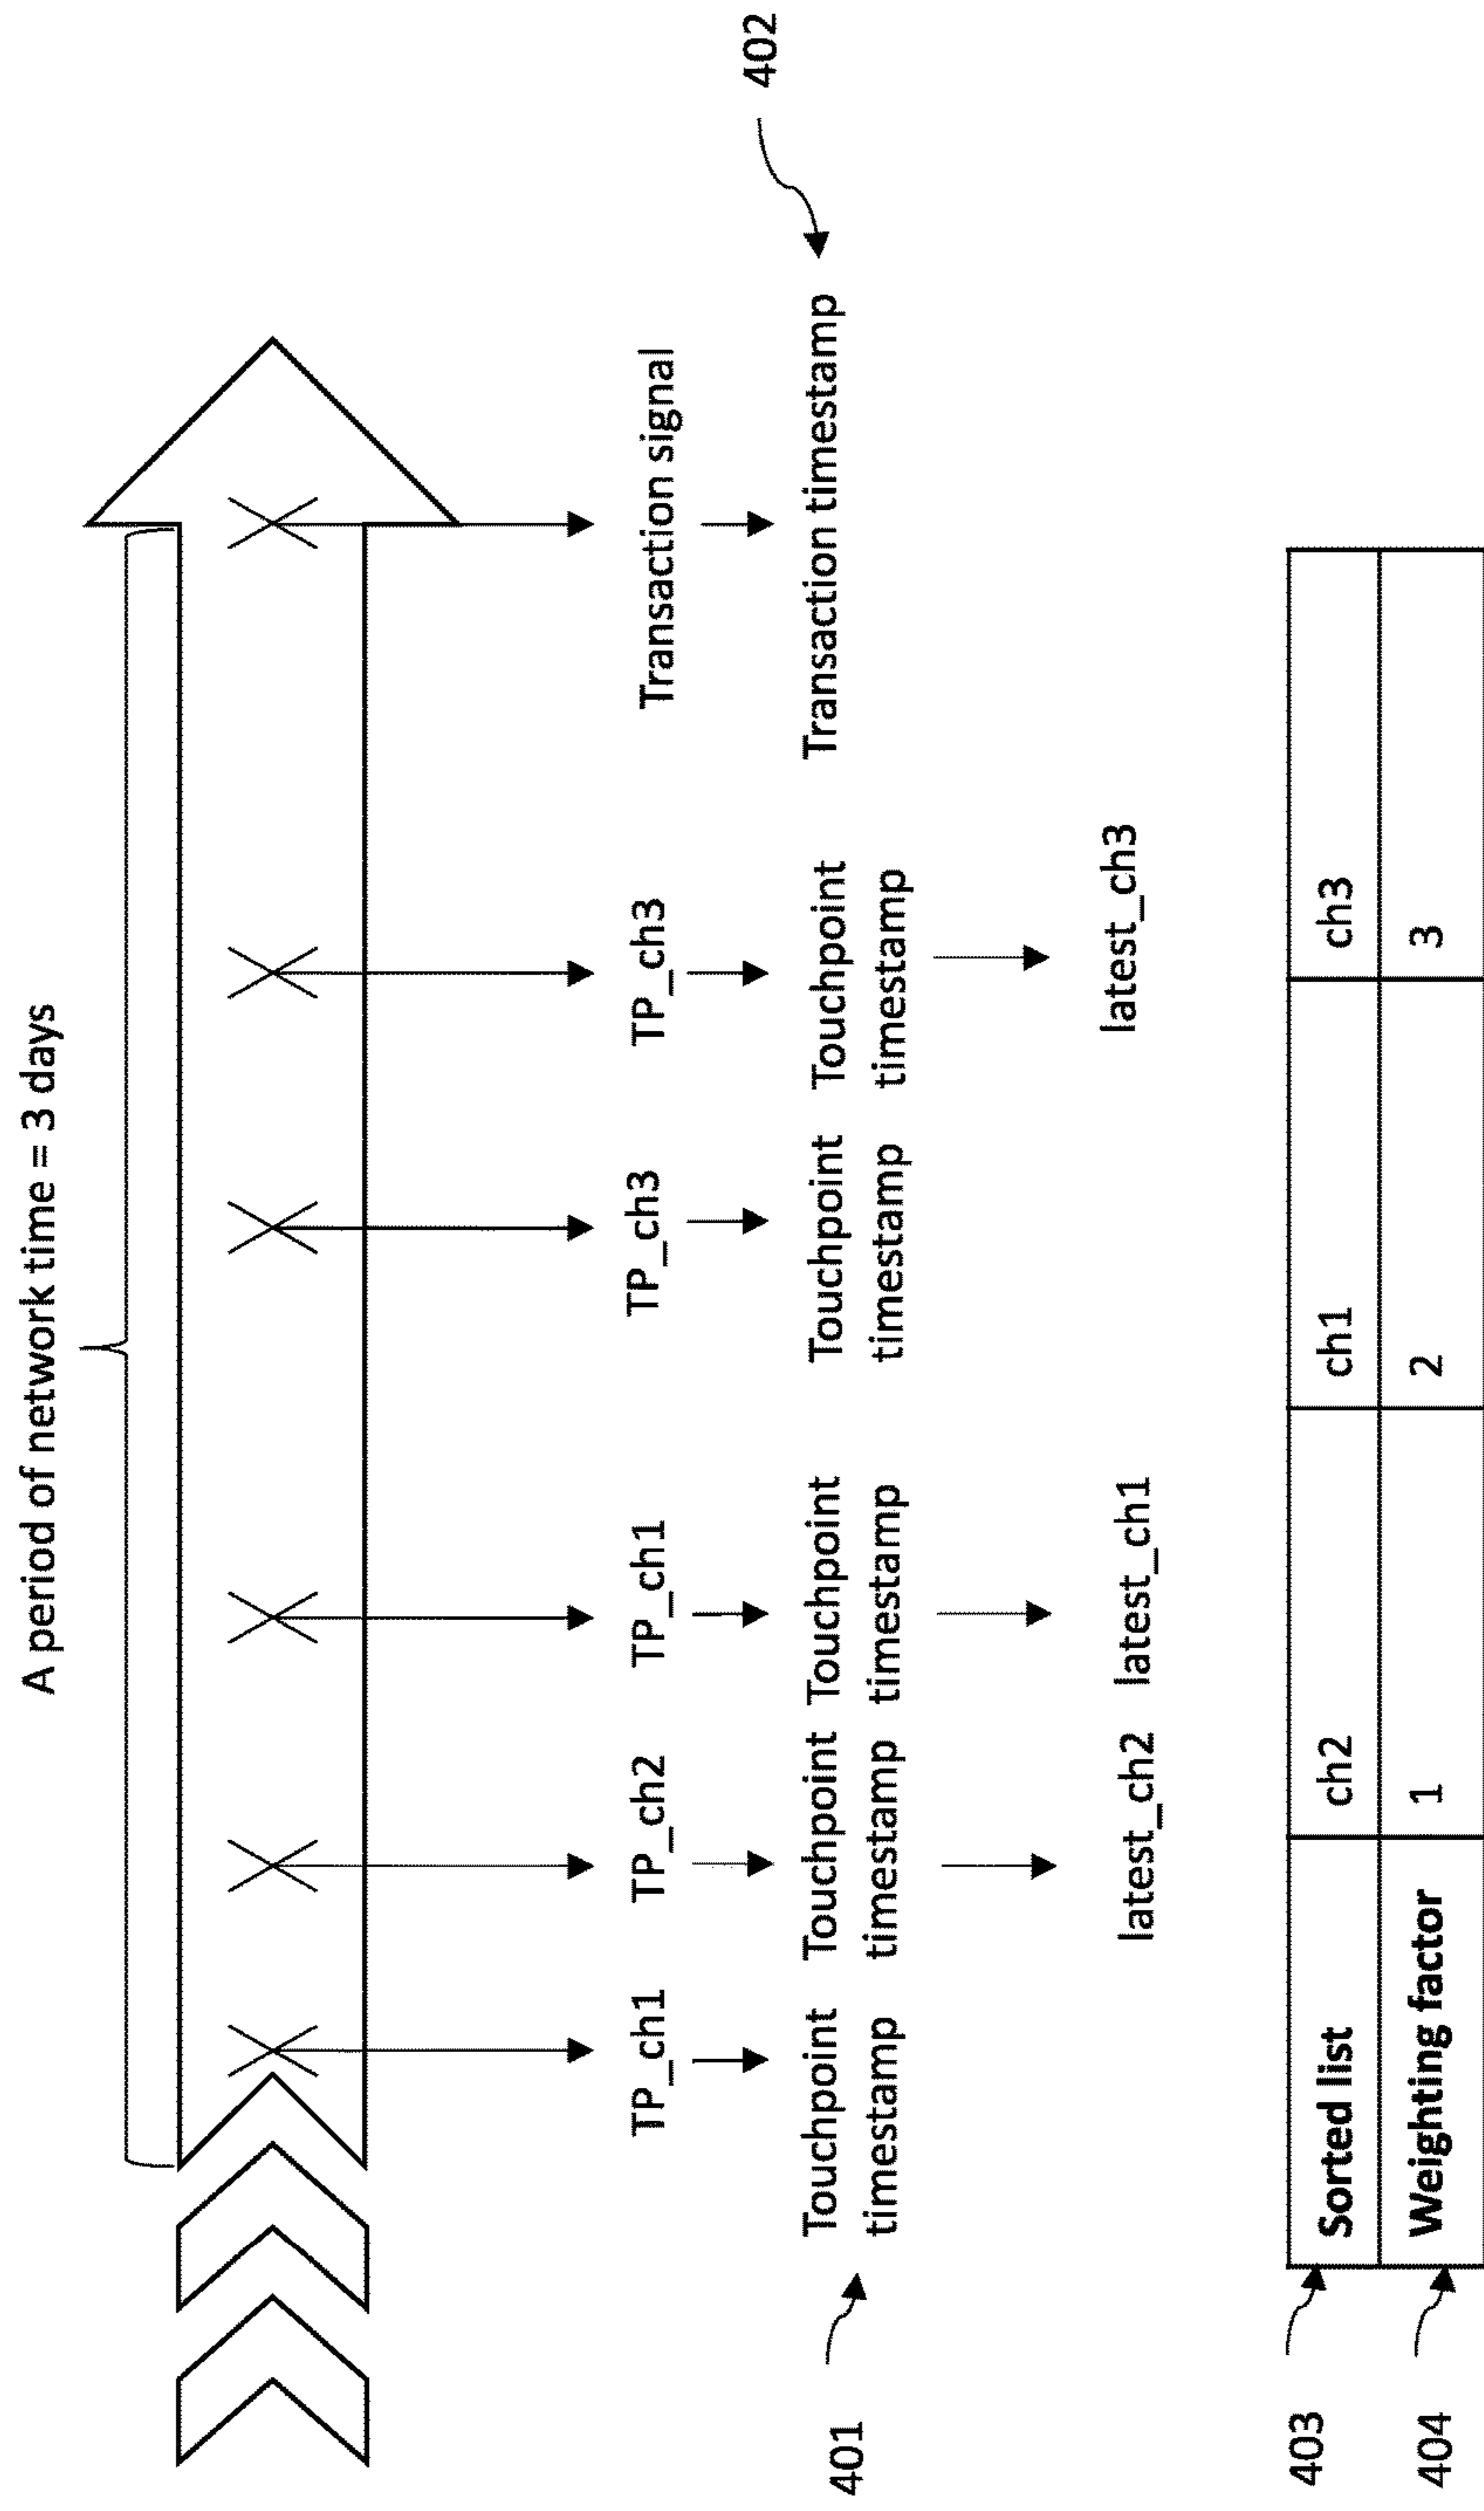 A period of network time = 3 days
TP_ch1
TP_ch2
TP_ch1
TP_ch3
TP_ch3
Transaction signal
402
401
Touchpoint
timestamp
Touchpoint
timestamp
Touchpoint
timestamp
Touchpoint
timestamp
Touchpoint
timestamp
Transaction timestamp
latest_ch2
latest_ch1
latest_ch3
403
Sorted list
ch2
ch1
ch3
404
Weighting factor
1
2
3